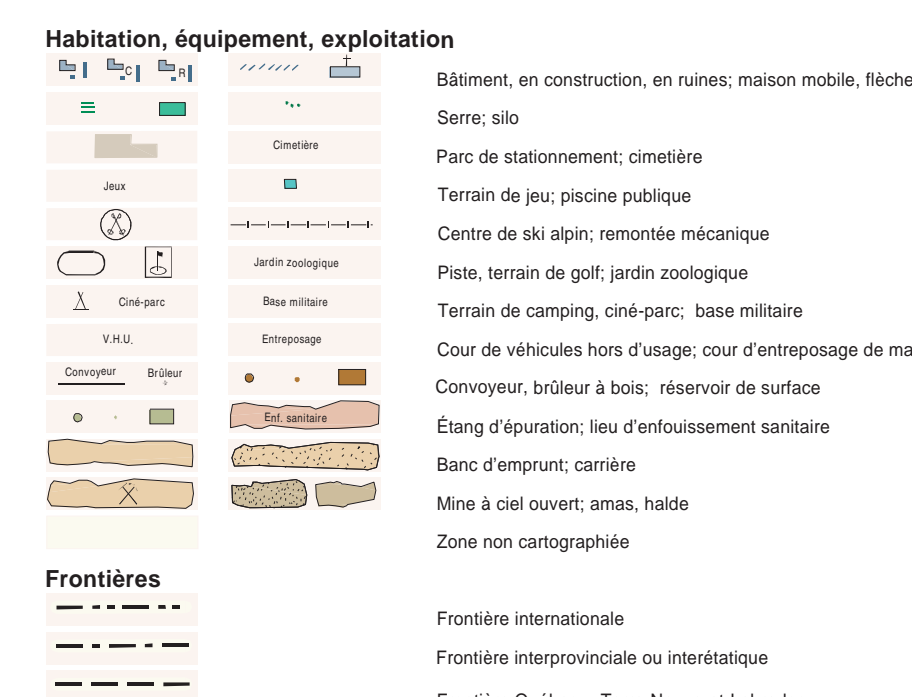 Habitation, équipement, exploitation
C R Bâtiment, en construction, en ruines; maison mobile, flèche
Serre; silo
Cimetière Parc de stationnement; cimetière
Jeux Terrain de jeu; piscine publique
Centre de ski alpin; remontée mécanique
Jardin zoologique Piste, terrain de golf; jardin zoologique
Ciné-parc Base militaire Terrain de camping, ciné-parc; base militaire
V.H.U. Entreposage Cour de véhicules hors d'usage; cour d'entreposage de
Convoyeur Brûleur Convoyeur, brûleur à bois; réservoir de surface
Enf. sanitaire Étang d'épuration; lieu d'enfouissement sanitaire
Banc d'emprunt; carrière
Mine à ciel ouvert; amas, halde
Zone non cartographiée
Frontières
Frontière internationale
Frontière interprovinciale ou interétatique